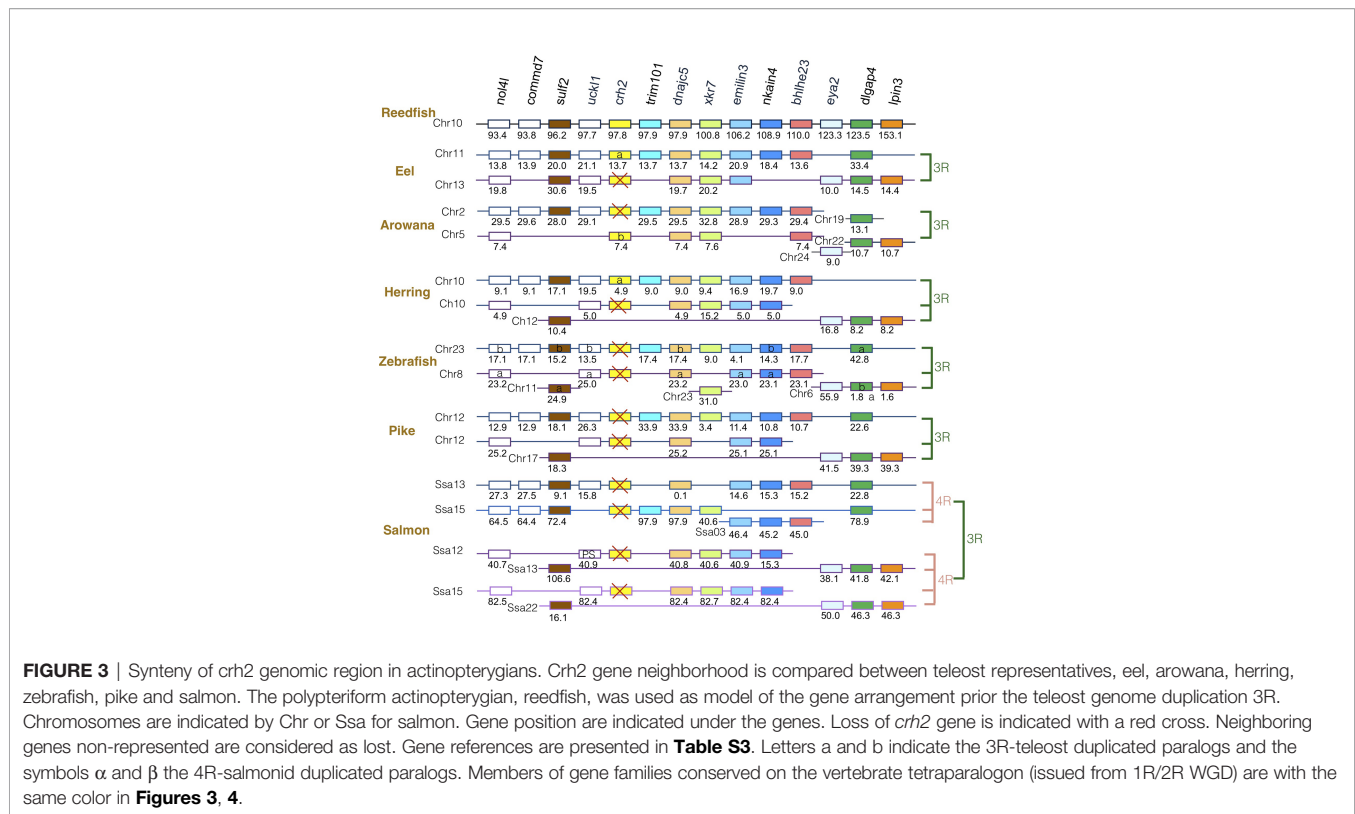 nol4l commd7 sulf2 uckl1 crh2 trim101 dnajc5 xkr7 emilin3 nkain4 bhlhe23 eya2 dlgap4 lpin3
Reedfish
Chr10
93.4 93.8 96.2 97.7 97.8 97.9 97.9 100.8 106.2 108.9 110.0 123.3 123.5 153.1
Eel
Chr11 a
13.8 13.9 20.0 21.1 13.7 13.7 13.7 14.2 20.9 18.4 13.6 33.4
3R
Chr13
19.8 30.6 19.5 19.7 20.2 10.0 14.5 14.4
Arowana
Chr2
29.5 29.6 28.0 29.1 29.5 29.5 32.8 28.9 29.3 29.4
Chr19
13.1
3R
Chr5 b
7.4 7.4 7.4 7.6 7.4
Chr22
10.7 10.7
Chr24
9.0
Herring
Chr10 a
9.1 9.1 17.1 19.5 4.9 9.0 9.0 9.4 16.9 19.7 9.0
3R
Ch10
4.9 5.0 4.9 15.2 5.0 5.0
Ch12
10.4 16.8 8.2 8.2
Zebrafish
Chr23 b b b b b a
17.1 17.1 15.2 13.5 17.4 17.4 9.0 4.1 14.3 17.7 42.8
3R
Chr8 a a a a a
23.2 25.0 23.2 23.0 23.1 23.1
Chr11 a
24.9
Chr23
31.0
Chr6 b
55.9 1.8 a 1.6
Pike
Chr12
12.9 12.9 18.1 26.3 33.9 33.9 3.4 11.4 10.8 10.7 22.6
3R
Chr12
25.2 25.2 25.1 25.1
Chr17
18.3 41.5 39.3 39.3
Salmon
Ssa13
27.3 27.5 9.1 15.8 0.1 14.6 15.3 15.2 22.8
4R
Ssa15
64.5 64.4 72.4 97.9 97.9 40.6 78.9
Ssa03
46.4 45.2 45.0
3R
Ssa12 PS
40.7 40.9 40.8 40.6 40.9 15.3
Ssa13
106.6 38.1 41.8 42.1
4R
Ssa15
82.5 82.4 82.4 82.7 82.4 82.4
Ssa22
16.1 50.0 46.3 46.3
FIGURE 3 | Synteny of crh2 genomic region in actinopterygians. Crh2 gene neighborhood is compared between teleost representatives, eel, arowana, herring,
zebrafish, pike and salmon. The polypteriform actinopterygian, reedfish, was used as model of the gene arrangement prior the teleost genome duplication 3R.
Chromosomes are indicated by Chr or Ssa for salmon. Gene position are indicated under the genes. Loss of crh2 gene is indicated with a red cross. Neighboring
genes non-represented are considered as lost. Gene references are presented in Table S3. Letters a and b indicate the 3R-teleost duplicated paralogs and the
symbols α and β the 4R-salmonid duplicated paralogs. Members of gene families conserved on the vertebrate tetraparalogon (issued from 1R/2R WGD) are with the
same color in Figures 3, 4.